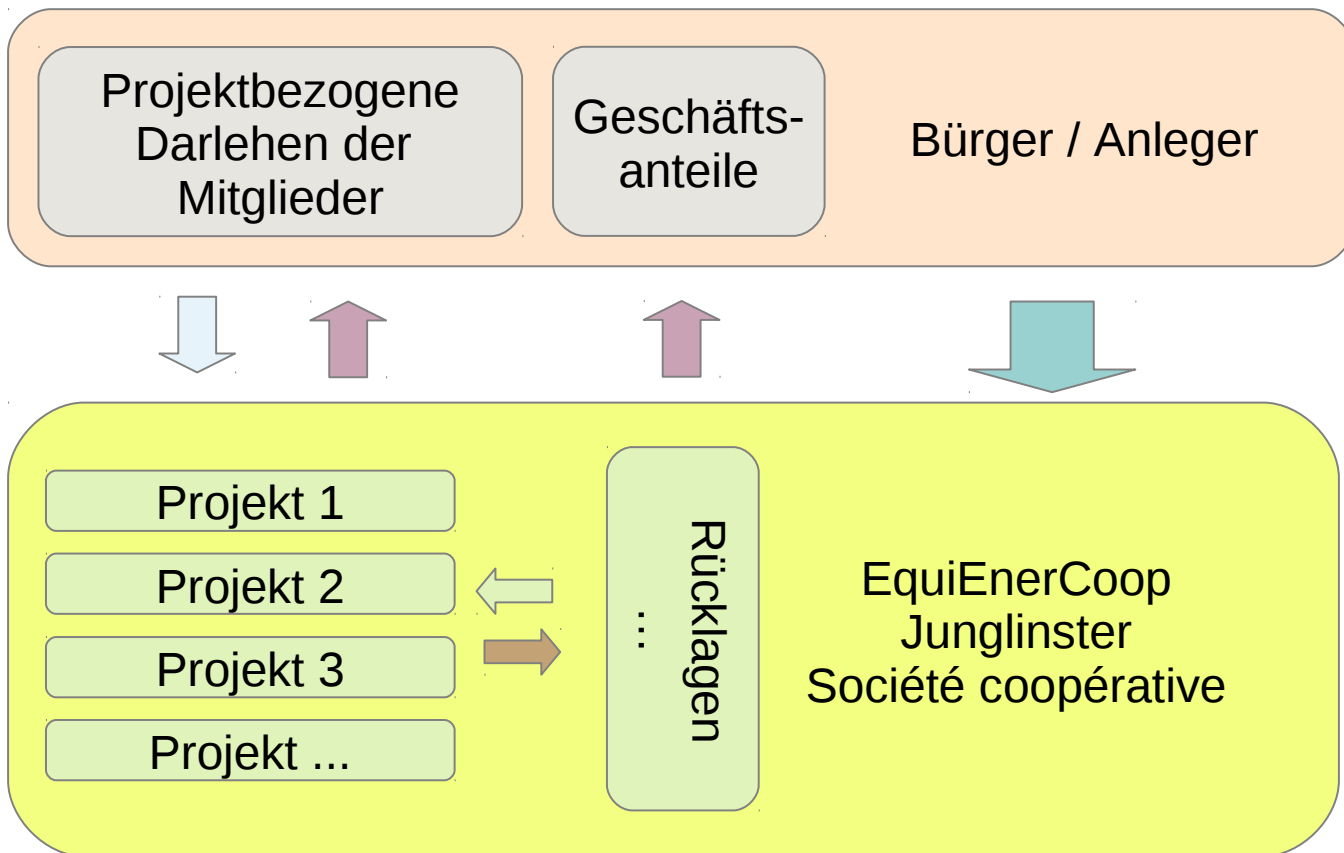 Projektbezogene
Darlehen der
Mitglieder
Geschäfts-
anteile
Bürger / Anleger
Projekt 1
Projekt 2
Projekt 3
Projekt ...
Rücklagen
...
EquiEnerCoop
Junglinster
Société coopérative